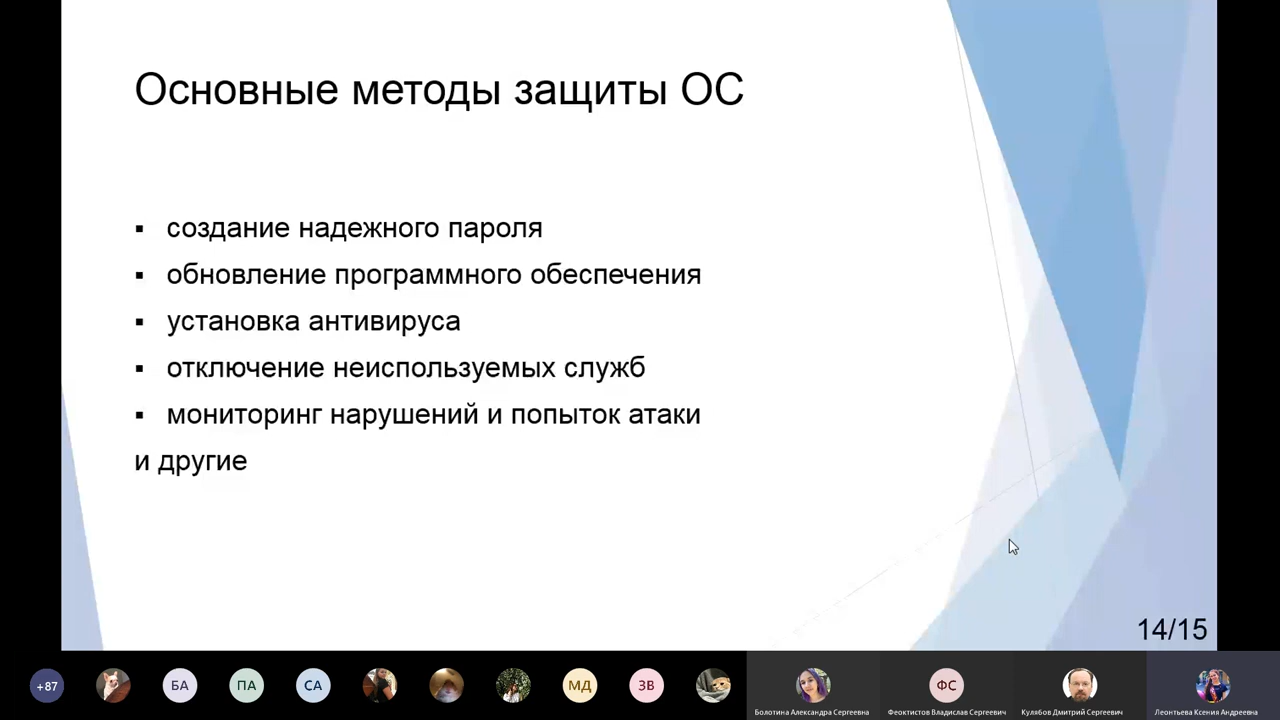 Основные методы защиты ОС
▪ создание надежного пароля
▪ обновление программного обеспечения
▪ установка антивируса
▪ отключение неиспользуемых служб
▪ мониторинг нарушений и попыток атаки
и другие
14/15
+87
БА
ПА
СА
МД
ЗВ
ФС
Болотина Александра Сергеевна
Феоктистов Владислав Сергеевич
Кулябов Дмитрий Сергеевич
Леонтьева Ксения Андреевна